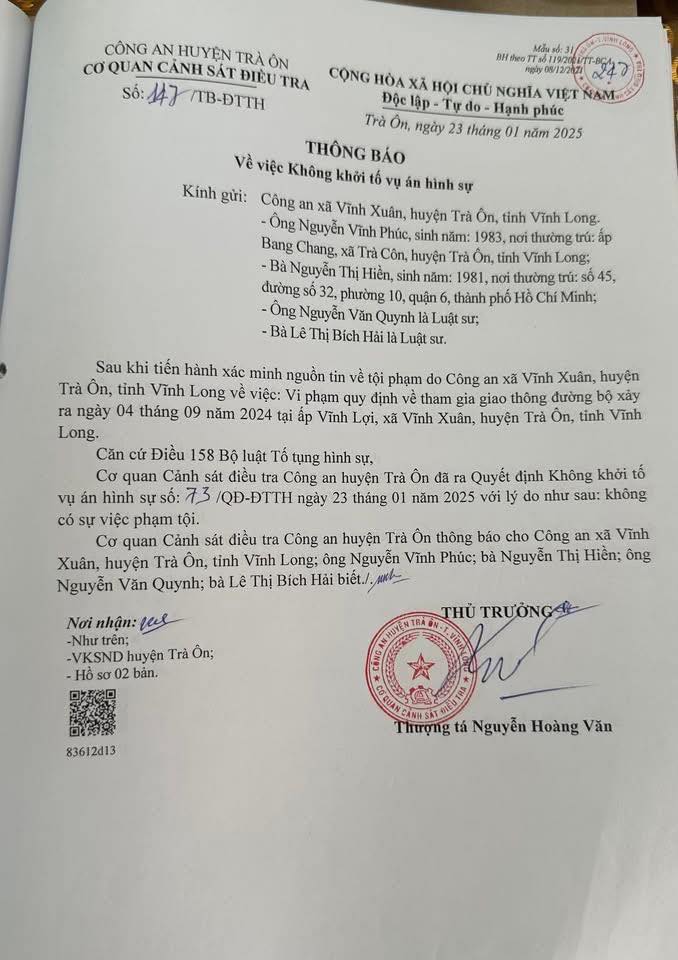 CÔNG AN HUYỆN TRÀ ÔN
CƠ QUAN CẢNH SÁT ĐIỀU TRA
Số: 147 /TB-ĐTTH
Mẫu số: 31
BH theo TT số 119/2021/TT-BCA
ngày 08/12/2021
247
CỘNG HÒA XÃ HỘI CHỦ NGHĨA VIỆT NAM
Độc lập - Tự do - Hạnh phúc
Trà Ôn, ngày 23 tháng 01 năm 2025
THÔNG BÁO
Về việc Không khởi tố vụ án hình sự
Kính gửi: Công an xã Vĩnh Xuân, huyện Trà Ôn, tỉnh Vĩnh Long.
- Ông Nguyễn Vĩnh Phúc, sinh năm: 1983, nơi thường trú: ấp
Bang Chang, xã Trà Côn, huyện Trà Ôn, tỉnh Vĩnh Long;
- Bà Nguyễn Thị Hiền, sinh năm: 1981, nơi thường trú: số 45,
đường số 32, phường 10, quận 6, thành phố Hồ Chí Minh;
- Ông Nguyễn Văn Quynh là Luật sư;
- Bà Lê Thị Bích Hải là Luật sư.
Sau khi tiến hành xác minh nguồn tin về tội phạm do Công an xã Vĩnh Xuân, huyện
Trà Ôn, tỉnh Vĩnh Long về việc: Vi phạm quy định về tham gia giao thông đường bộ xảy
ra ngày 04 tháng 09 năm 2024 tại ấp Vĩnh Lợi, xã Vĩnh Xuân, huyện Trà Ôn, tỉnh Vĩnh
Long.
Căn cứ Điều 158 Bộ luật Tố tụng hình sự,
Cơ quan Cảnh sát điều tra Công an huyện Trà Ôn đã ra Quyết định Không khởi tố
vụ án hình sự số: 73 /QĐ-ĐTTH ngày 23 tháng 01 năm 2025 với lý do như sau: không
có sự việc phạm tội.
Cơ quan Cảnh sát điều tra Công an huyện Trà Ôn thông báo cho Công an xã Vĩnh
Xuân, huyện Trà Ôn, tỉnh Vĩnh Long; ông Nguyễn Vĩnh Phúc; bà Nguyễn Thị Hiền; ông
Nguyễn Văn Quynh; bà Lê Thị Bích Hải biết./.
Nơi nhận:
-Như trên;
-VKSND huyện Trà Ôn;
- Hồ sơ 02 bản.
83612d13
THỦ TRƯỞNG
CÔNG AN HUYỆN TRÀ ÔN-T. VĨNH LONG
CƠ QUAN CẢNH SÁT ĐIỀU TRA
Thượng tá Nguyễn Hoàng Văn